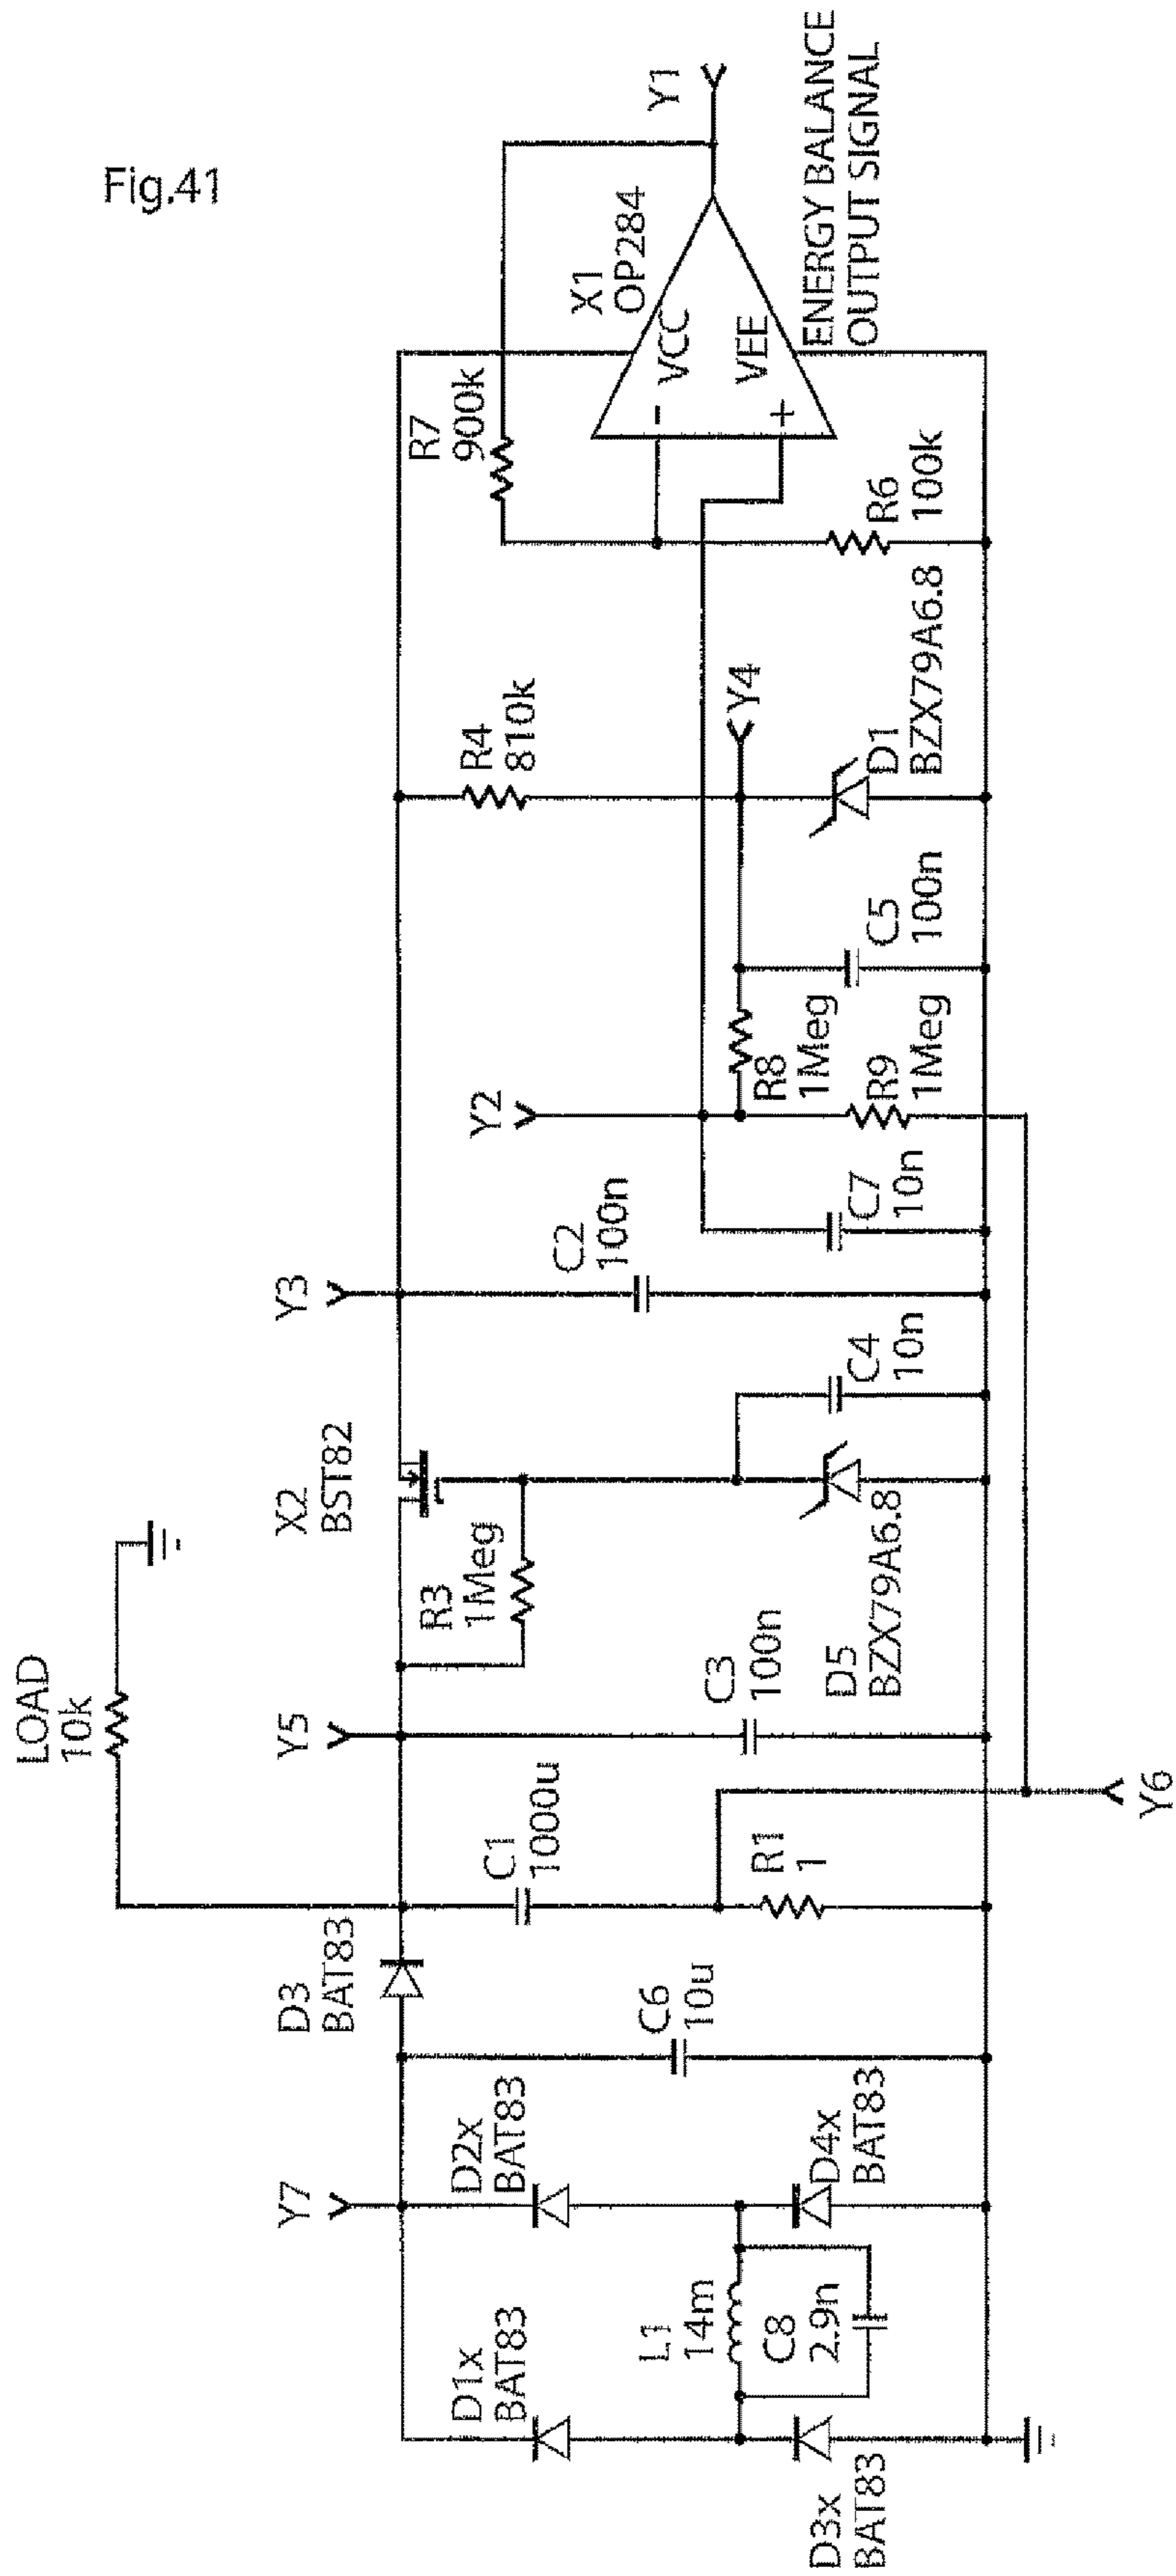 Fig.41
LOAD
10k
D3
BAT83
Y7
D1x
BAT83
D2x
BAT83
L1
14m
C8
2.9n
D3x
BAT83
D4x
BAT83
C6
10u
C1
1000u
R1
1
Y5
Y6
C3
100n
R3
1Meg
X2
BST82
D5
BZX79A6.8
C4
10n
Y3
C2
100n
C7
10n
Y2
R8
1Meg
R9
1Meg
C5
100n
R4
810k
Y4
D1
BZX79A6.8
R7
900k
R6
100k
X1
OP284
VCC
VEE
-
+
Y1
ENERGY BALANCE
OUTPUT SIGNAL